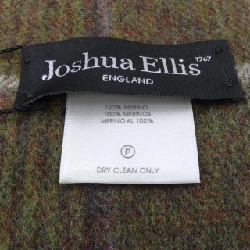 Joshua Ellis 1767
ENGLAND
100% MERINO
100% MERINOS
MERINO AL 100%
F
DRY CLEAN ONLY